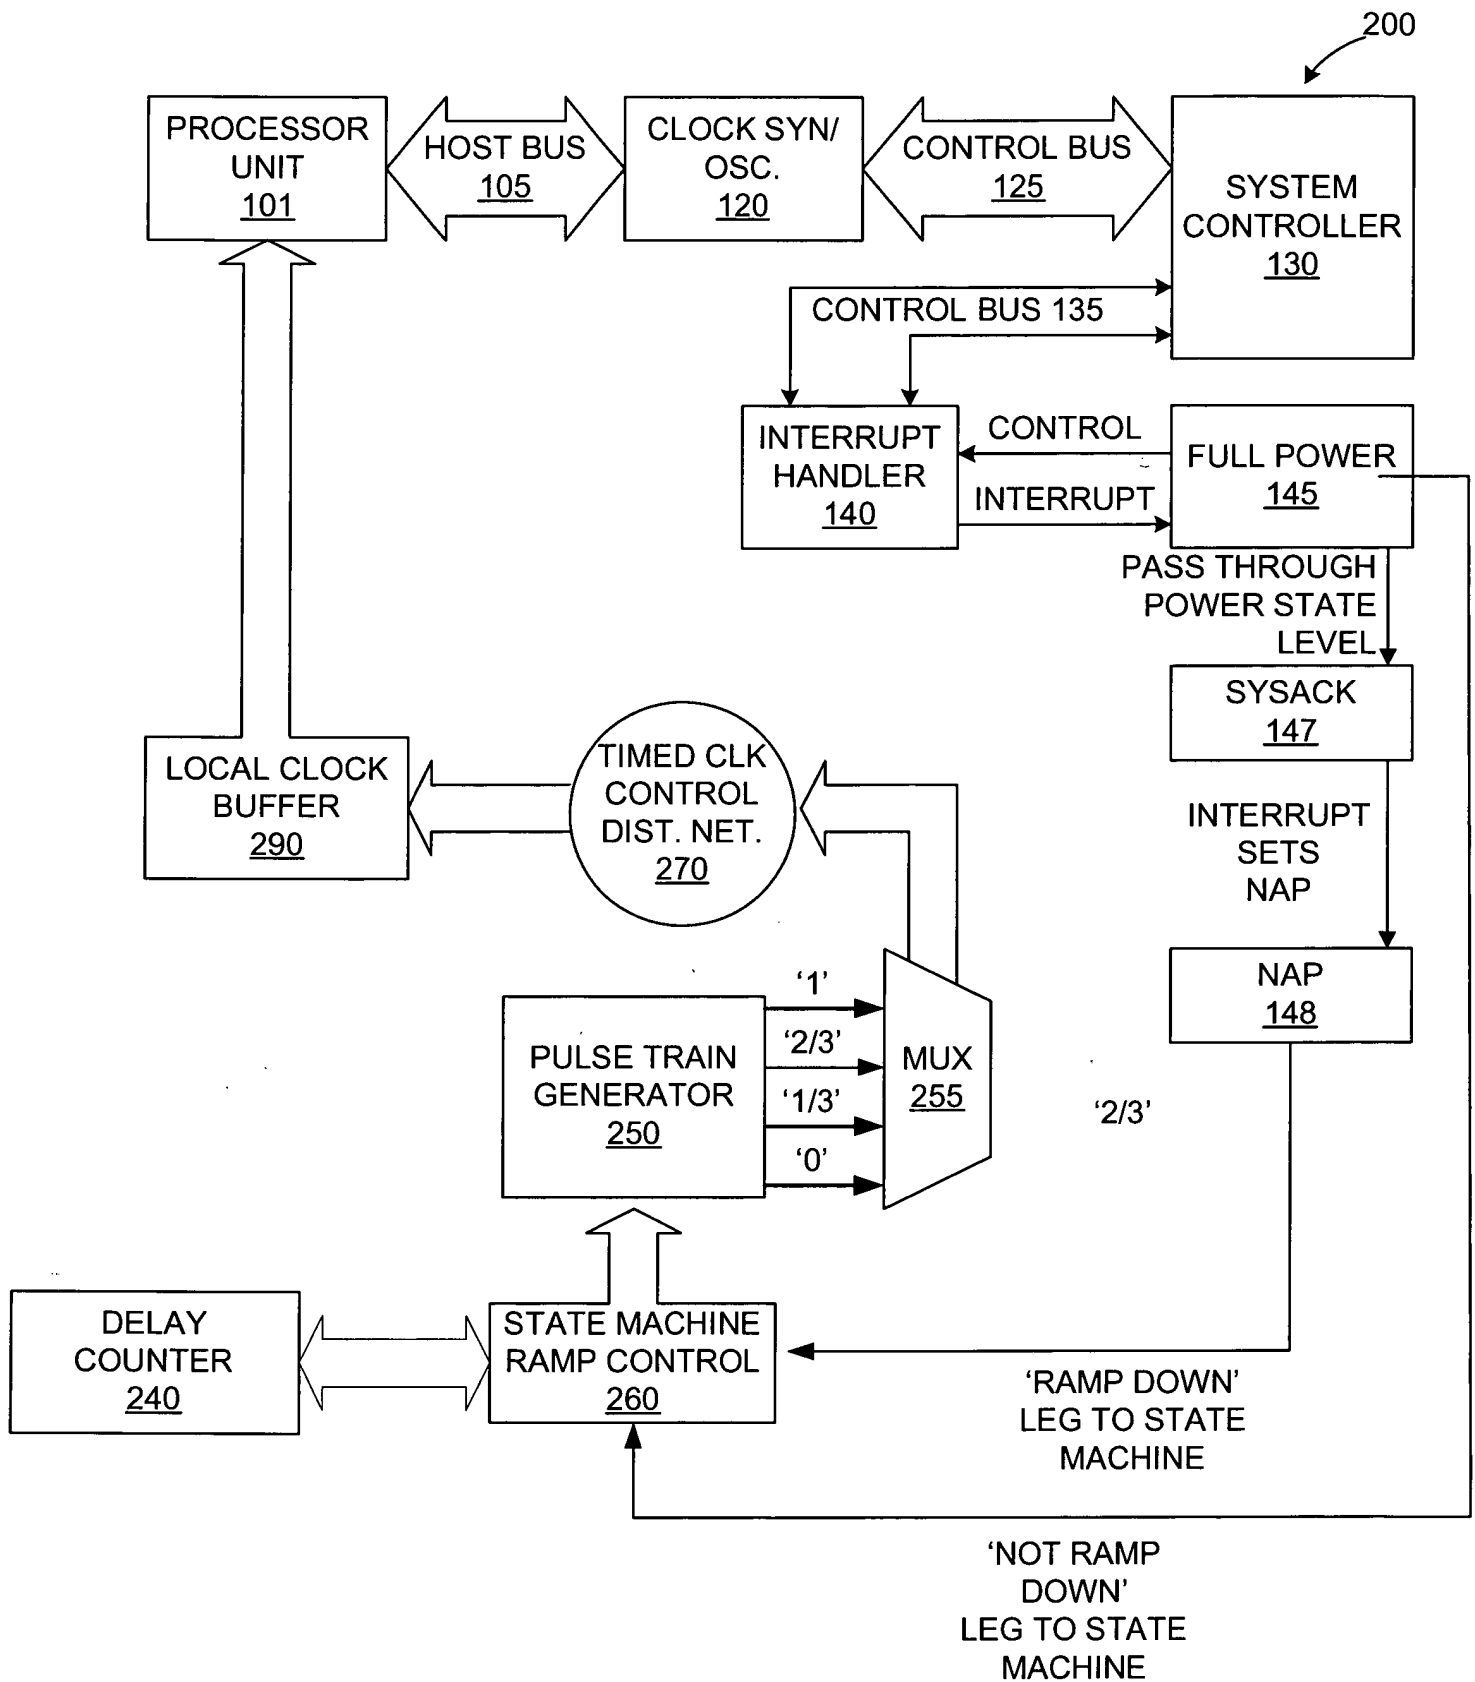 200
PROCESSOR
UNIT
101
HOST BUS
105
CLOCK SYN/
OSC.
120
CONTROL BUS
125
SYSTEM
CONTROLLER
130
CONTROL BUS 135
INTERRUPT
HANDLER
140
CONTROL
INTERRUPT
FULL POWER
145
PASS THROUGH
POWER STATE
LEVEL
SYSACK
147
INTERRUPT
SETS
NAP
NAP
148
LOCAL CLOCK
BUFFER
290
TIMED CLK
CONTROL
DIST. NET.
270
PULSE TRAIN
GENERATOR
250
‘1’
‘2/3’
‘1/3’
‘0’
MUX
255
‘2/3’
DELAY
COUNTER
240
STATE MACHINE
RAMP CONTROL
260
‘RAMP DOWN’
LEG TO STATE
MACHINE
‘NOT RAMP
DOWN’
LEG TO STATE
MACHINE